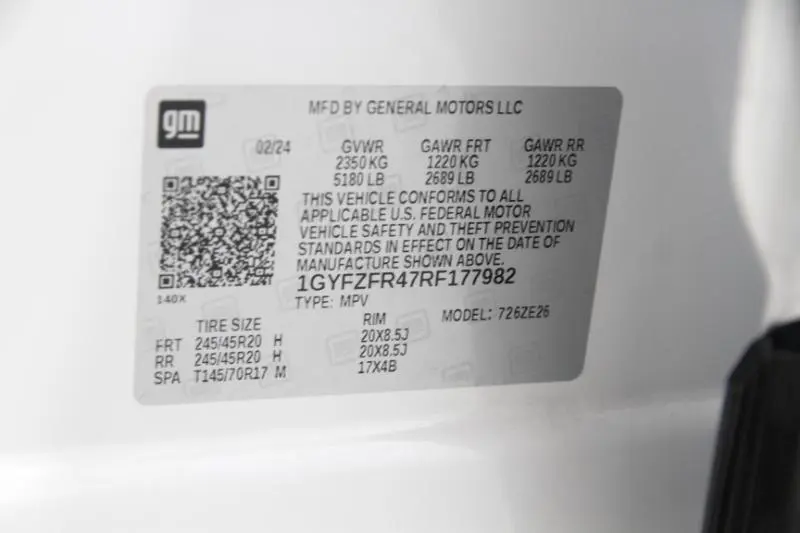 gm
MFD BY GENERAL MOTORS LLC
02/24 GVWR GAWR FRT GAWR RR
2350 KG 1220 KG 1220 KG
5180 LB 2689 LB 2689 LB
THIS VEHICLE CONFORMS TO ALL
APPLICABLE U.S. FEDERAL MOTOR
VEHICLE SAFETY AND THEFT PREVENTION
STANDARDS IN EFFECT ON THE DATE OF
MANUFACTURE SHOWN ABOVE.
1GYFZFR47RF177982
140X TYPE: MPV MODEL: 726ZE26
TIRE SIZE RIM
FRT 245/45R20 H 20X8.5J
RR 245/45R20 H 20X8.5J
SPA T145/70R17 M 17X4B